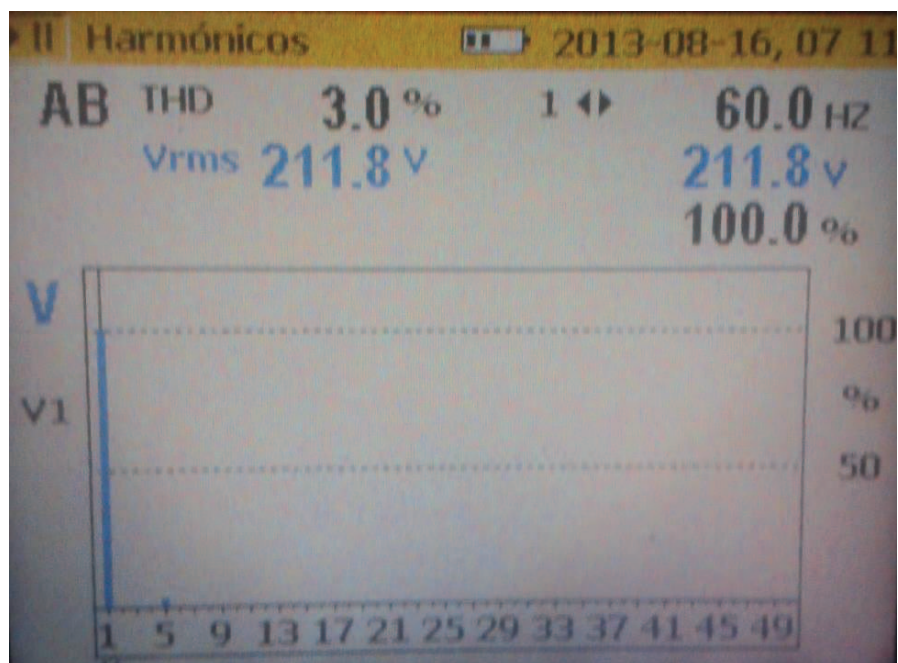 II Harmónicos 2013-08-16, 07 11
AB THD 3.0 % 1 60.0 HZ
Vrms 211.8 V 211.8 V
100.0 %
V
100
V1 %
50
1 5 9 13 17 21 25 29 33 37 41 45 49